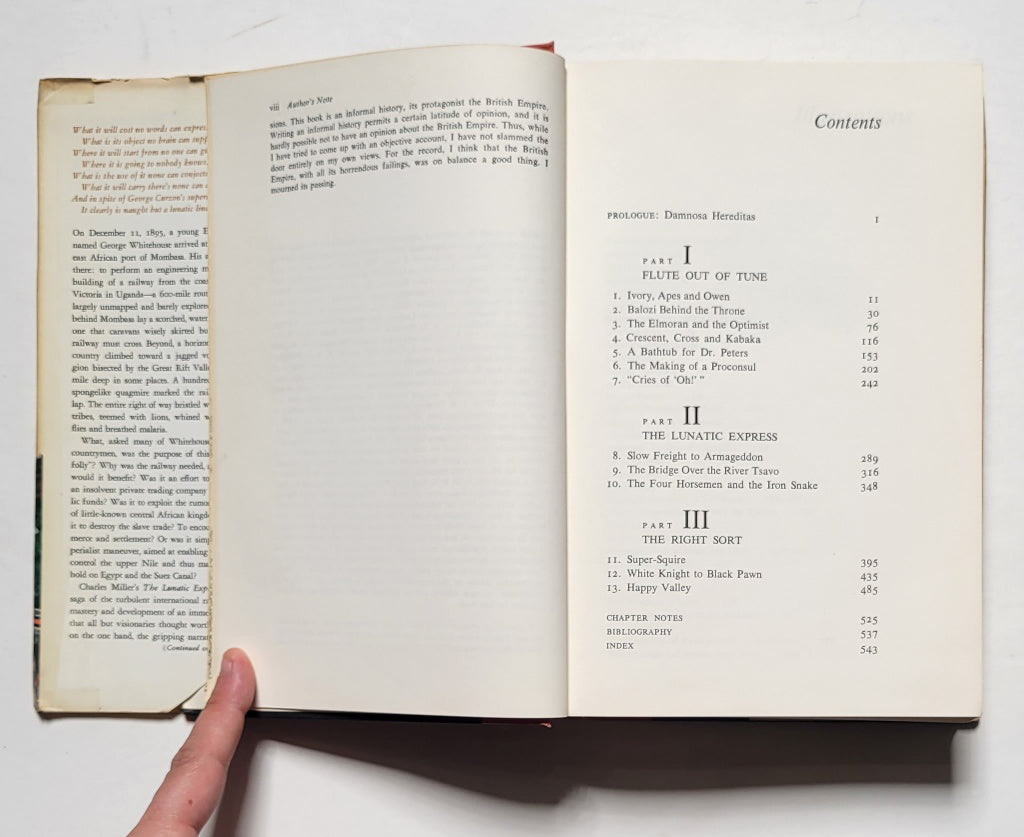 What it will cost no words can expres
What is its object no brain can supp
Where it will start from no one can gu
Where it is going to nobody knows.
What is the use of it none can conjectu
What it will carry there's none can
And in spite of George Curzon's super
It clearly is naught but a lunatic line
On December 11, 1895, a young E
named George Whitehouse arrived at
east African port of Mombasa. His
there: to perform an engineering m
building of a railway from the coas
Victoria in Uganda—a 600-mile rout
largely unmapped and barely explore
behind Mombasa lay a scorched, water
one that caravans wisely skirted bu
railway must cross. Beyond, a horizon
country climbed toward a jagged vo
gion bisected by the Great Rift Valle
mile deep in some places. A hundred
spongelike quagmire marked the rai
lap. The entire right of way bristled w
tribes, teemed with lions, whined w
flies and breathed malaria.
What, asked many of Whitehouse
countrymen, was the purpose of this
folly"? Why was the railway needed,
would it benefit? Was it an effort to
an insolvent private trading company
lic funds? Was it to exploit the rumo
of little-known central African kingd
it to destroy the slave trade? To encou
merce and settlement? Or was it simp
perialist maneuver, aimed at enabling
control the upper Nile and thus ma
hold on Egypt and the Suez Canal?
Charles Miller's The Lunatic Exp
saga of the turbulent international r
mastery and development of an imme
that all but visionaries thought wort
on the one hand, the gripping narra
(Continued o
viii Author's Note
sions. This book is an informal history, its protagonist the British Empire.
Writing an informal history permits a certain latitude of opinion, and it is
hardly possible not to have an opinion about the British Empire. Thus, while
I have tried to come up with an objective account, I have not slammed the
door entirely on my own views. For the record, I think that the British
Empire, with all its horrendous failings, was on balance a good thing. I
mourned its passing.
Contents
PROLOGUE: Damnosa Hereditas 1
PART I
FLUTE OUT OF TUNE
1. Ivory, Apes and Owen 11
2. Balozi Behind the Throne 30
3. The Elmoran and the Optimist 76
4. Crescent, Cross and Kabaka 116
5. A Bathtub for Dr. Peters 153
6. The Making of a Proconsul 202
7. "Cries of 'Oh!' " 242
PART II
THE LUNATIC EXPRESS
8. Slow Freight to Armageddon 289
9. The Bridge Over the River Tsavo 316
10. The Four Horsemen and the Iron Snake 348
PART III
THE RIGHT SORT
11. Super-Squire 395
12. White Knight to Black Pawn 435
13. Happy Valley 485
CHAPTER NOTES 525
BIBLIOGRAPHY 537
INDEX 543